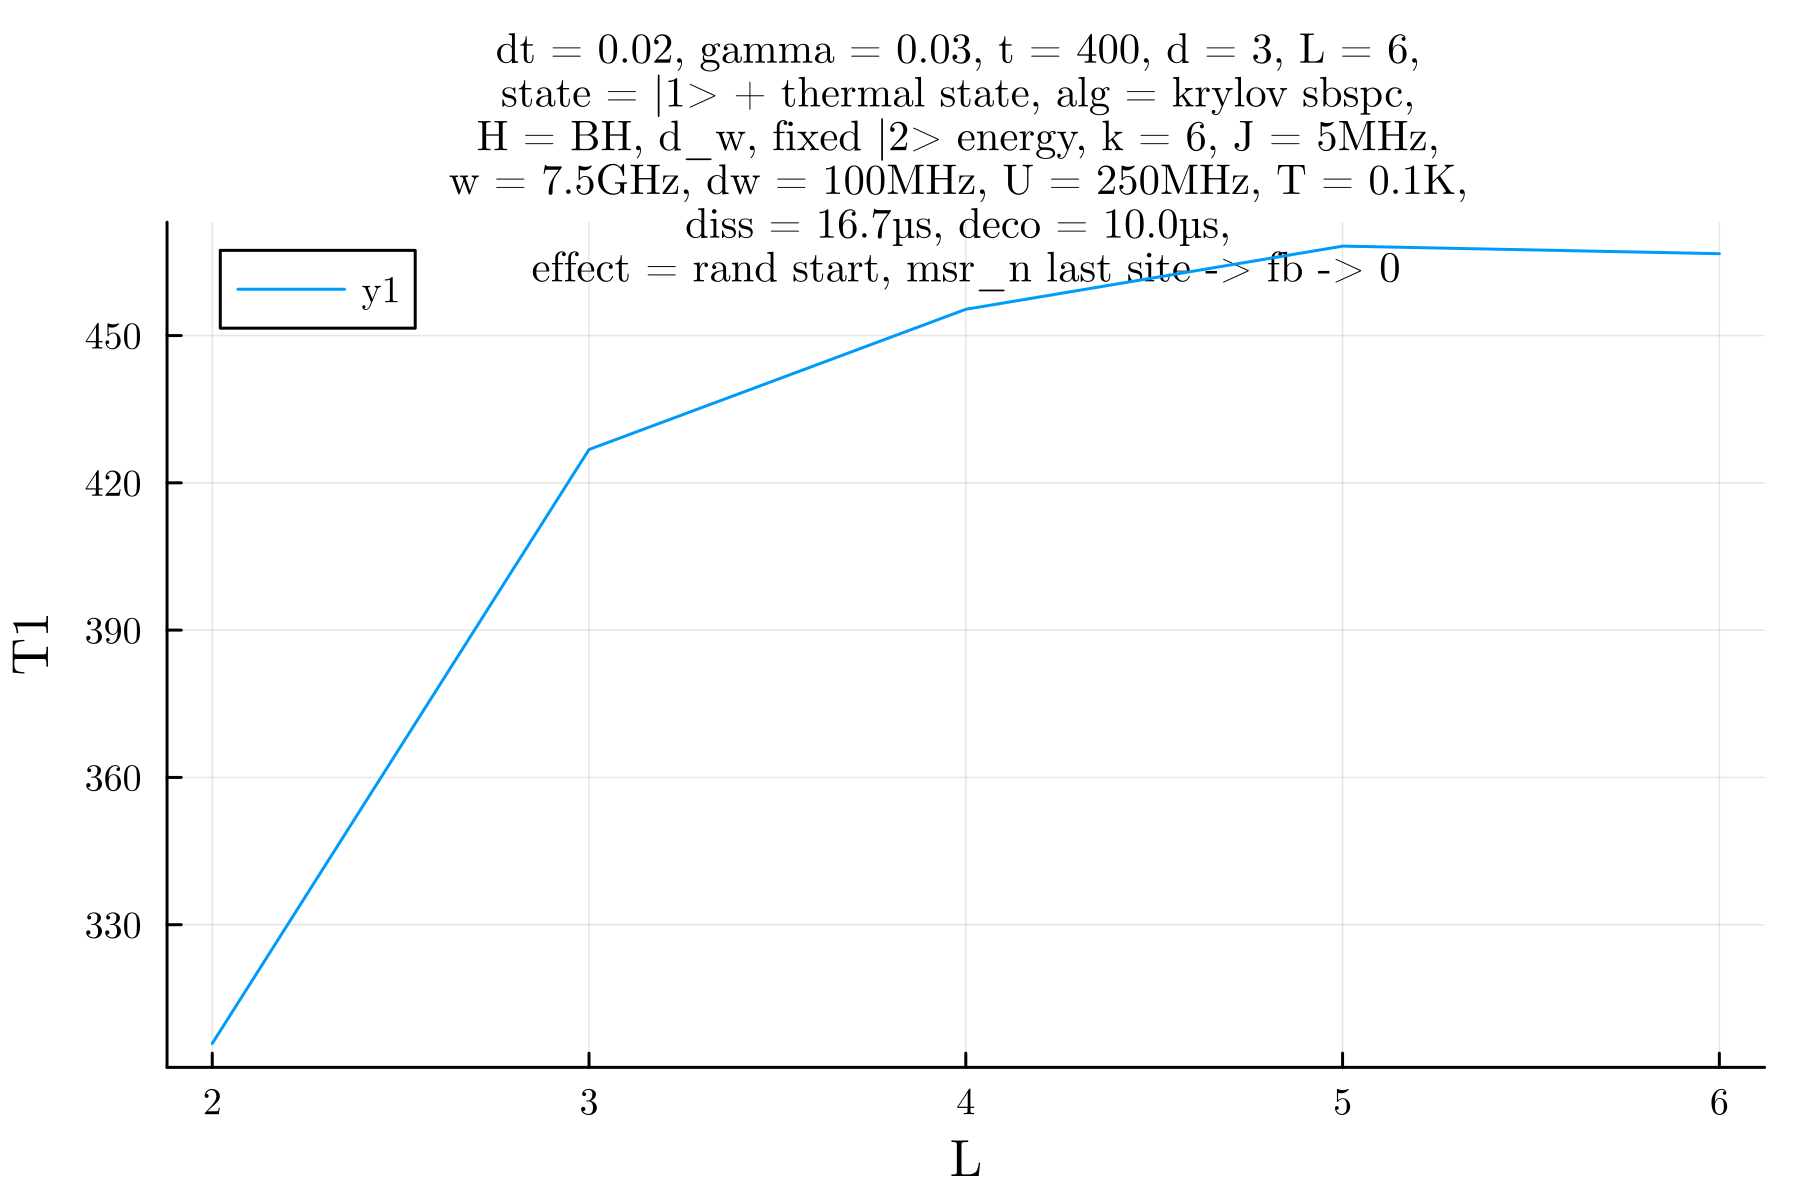 dt = 0.02, gamma = 0.03, t = 400, d = 3, L = 6,
state = |1> + thermal state, alg = krylov sbspc,
H = BH, d_w, fixed |2> energy, k = 6, J = 5MHz,
w = 7.5GHz, dw = 100MHz, U = 250MHz, T = 0.1K,
diss = 16.7µs, deco = 10.0µs,
effect = rand start, msr_n last site -> fb -> 0
y1
450
420
390
360
330
T1
2 3 4 5 6
L